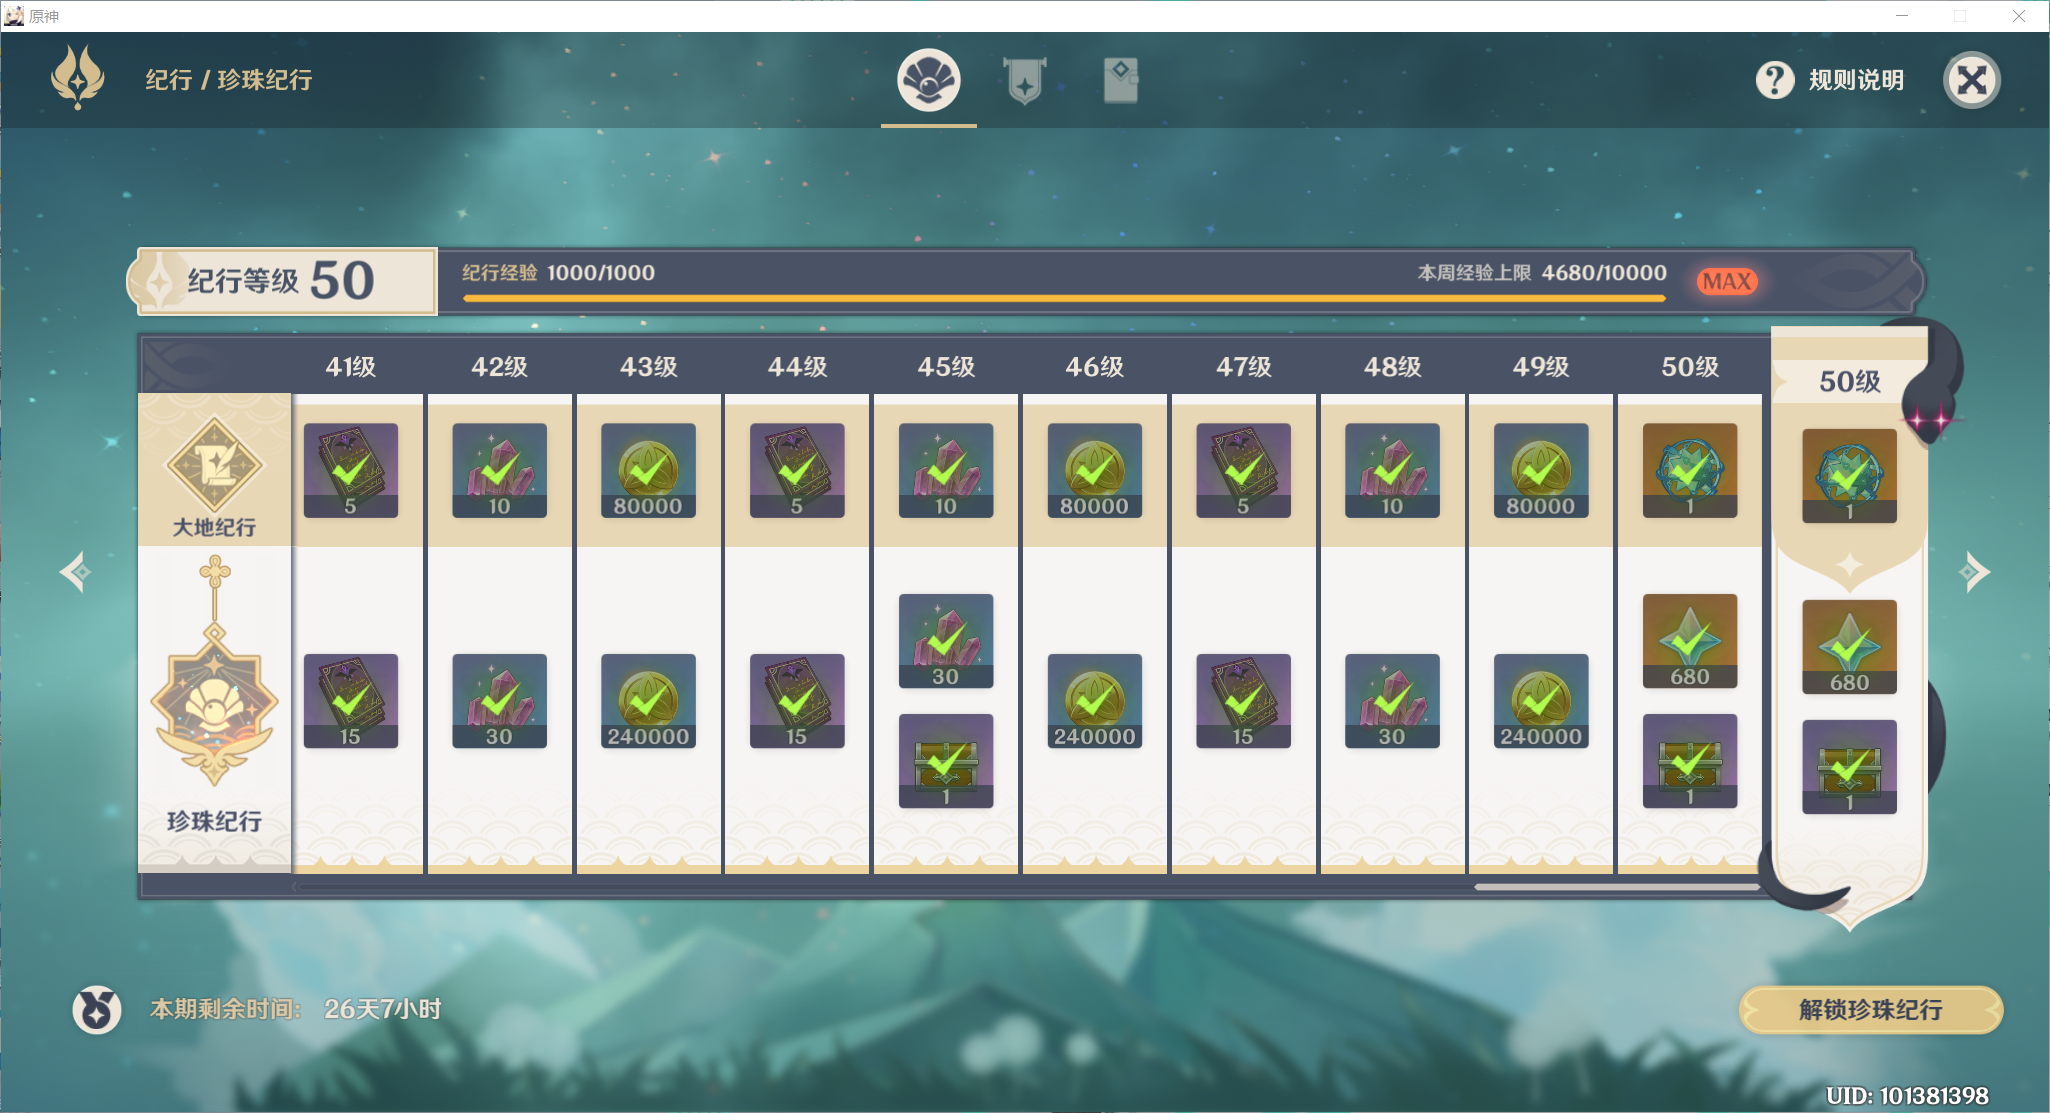 原神
纪行 / 珍珠纪行
规则说明
纪行等级 50
纪行经验 1000/1000
本周经验上限 4680/10000
MAX
41级 42级 43级 44级 45级 46级 47级 48级 49级 50级 50级
大地纪行
5 10 80000 5 10 80000 5 10 80000 1 1
30 680 680
15 30 240000 15 240000 15 30 240000
1 1 1
珍珠纪行
本期剩余时间: 26天7小时
解锁珍珠纪行
UID: 101381398